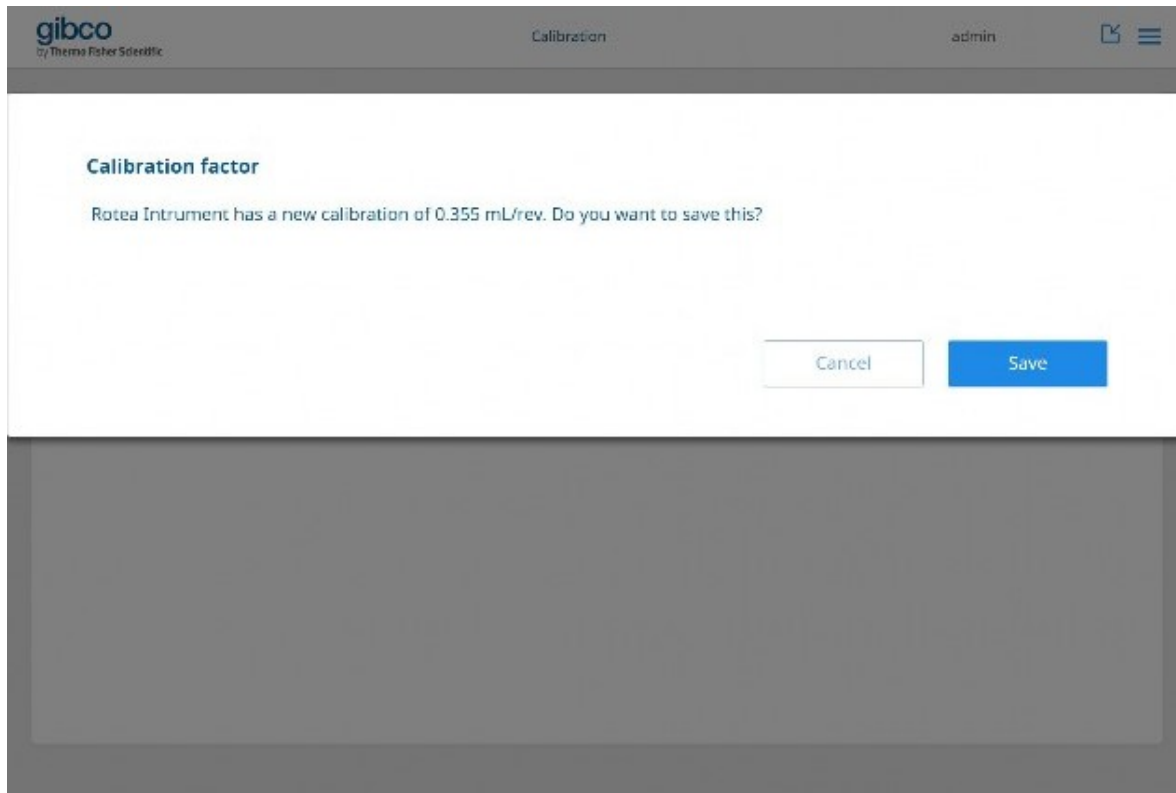 gibco
by Thermo Fisher Scientific
Calibration
admin
Calibration factor
Rotea Intrument has a new calibration of 0.355 mL/rev. Do you want to save this?
Cancel
Save